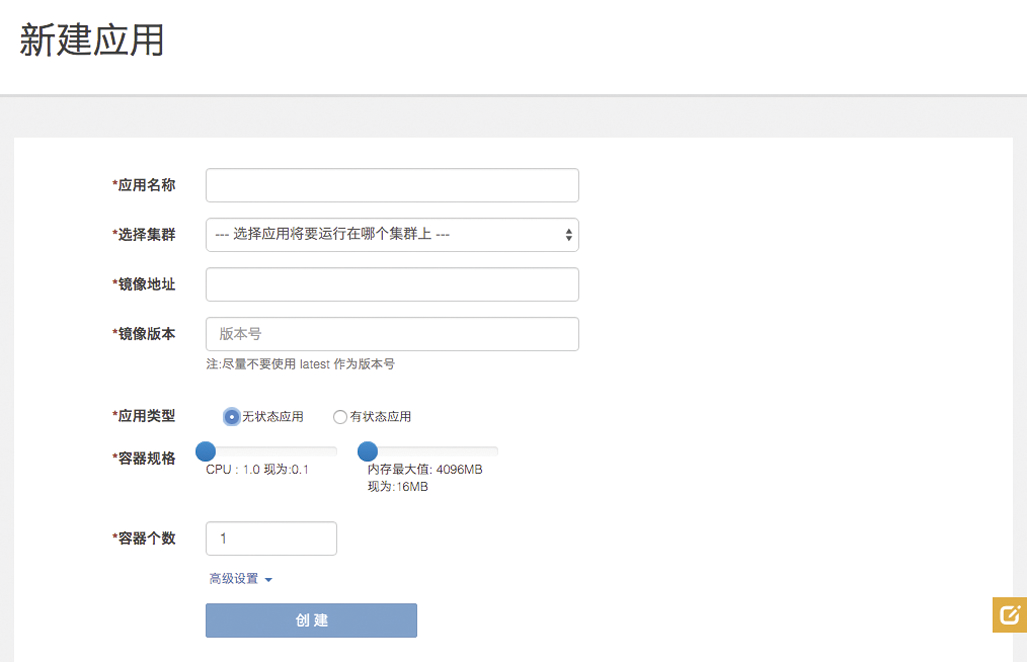 新建应用
*应用名称
*选择集群 --- 选择应用将要运行在哪个集群上 ---
*镜像地址
*镜像版本 版本号
注:尽量不要使用 latest 作为版本号
*应用类型 无状态应用 有状态应用
*容器规格
CPU : 1.0 现为:0.1 内存最大值: 4096MB
现为:16MB
*容器个数 1
高级设置
创 建